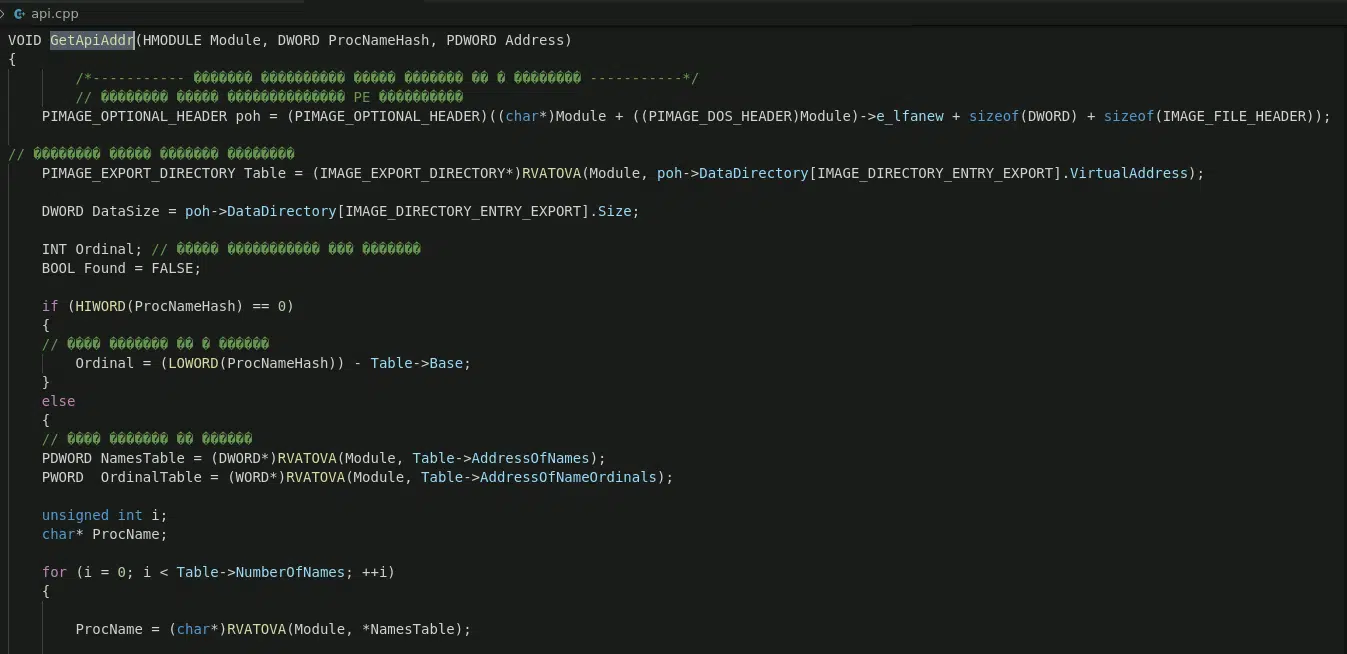 api.cpp
VOID GetApiAddr(HMODULE Module, DWORD ProcNameHash, PDWORD Address)
{
/*----------- ������� ���������� ����� ������� �� � �������� -----------*/
// �������� ����� �������������� PE ����������
PIMAGE_OPTIONAL_HEADER poh = (PIMAGE_OPTIONAL_HEADER)((char*)Module + ((PIMAGE_DOS_HEADER)Module)->e_lfanew + sizeof(DWORD) + sizeof(IMAGE_FILE_HEADER));
// �������� ����� ������� ��������
PIMAGE_EXPORT_DIRECTORY Table = (IMAGE_EXPORT_DIRECTORY*)RVATOVA(Module, poh->DataDirectory[IMAGE_DIRECTORY_ENTRY_EXPORT].VirtualAddress);
DWORD DataSize = poh->DataDirectory[IMAGE_DIRECTORY_ENTRY_EXPORT].Size;
INT Ordinal; // ����� ����������� ��� �������
BOOL Found = FALSE;
if (HIWORD(ProcNameHash) == 0)
{
// ���� ������� �� � ������
Ordinal = (LOWORD(ProcNameHash)) - Table->Base;
}
else
{
// ���� ������� �� ������
PDWORD NamesTable = (DWORD*)RVATOVA(Module, Table->AddressOfNames);
PWORD  OrdinalTable = (WORD*)RVATOVA(Module, Table->AddressOfNameOrdinals);
unsigned int i;
char* ProcName;
for (i = 0; i < Table->NumberOfNames; ++i)
{
ProcName = (char*)RVATOVA(Module, *NamesTable);